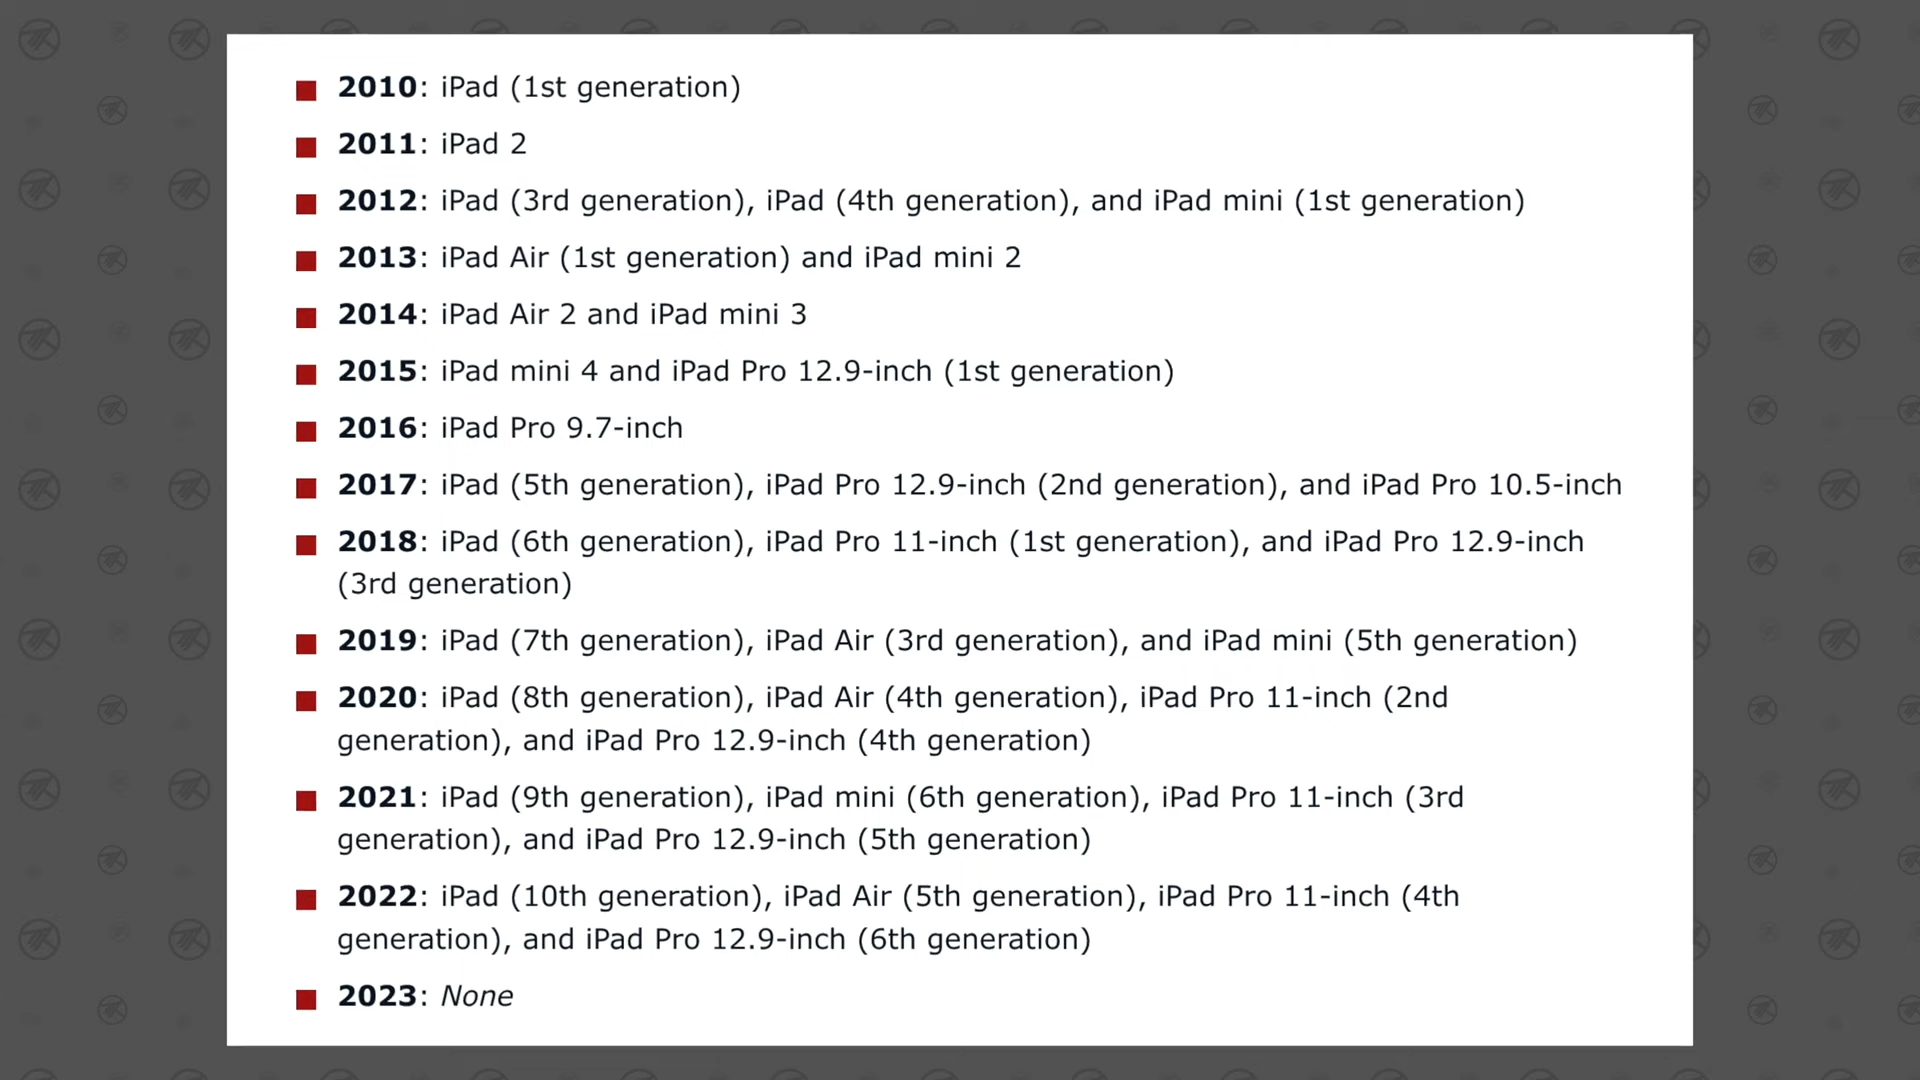 2010: iPad (1st generation)
2011: iPad 2
2012: iPad (3rd generation), iPad (4th generation), and iPad mini (1st generation)
2013: iPad Air (1st generation) and iPad mini 2
2014: iPad Air 2 and iPad mini 3
2015: iPad mini 4 and iPad Pro 12.9-inch (1st generation)
2016: iPad Pro 9.7-inch
2017: iPad (5th generation), iPad Pro 12.9-inch (2nd generation), and iPad Pro 10.5-inch
2018: iPad (6th generation), iPad Pro 11-inch (1st generation), and iPad Pro 12.9-inch
(3rd generation)
2019: iPad (7th generation), iPad Air (3rd generation), and iPad mini (5th generation)
2020: iPad (8th generation), iPad Air (4th generation), iPad Pro 11-inch (2nd
generation), and iPad Pro 12.9-inch (4th generation)
2021: iPad (9th generation), iPad mini (6th generation), iPad Pro 11-inch (3rd
generation), and iPad Pro 12.9-inch (5th generation)
2022: iPad (10th generation), iPad Air (5th generation), iPad Pro 11-inch (4th
generation), and iPad Pro 12.9-inch (6th generation)
2023: None